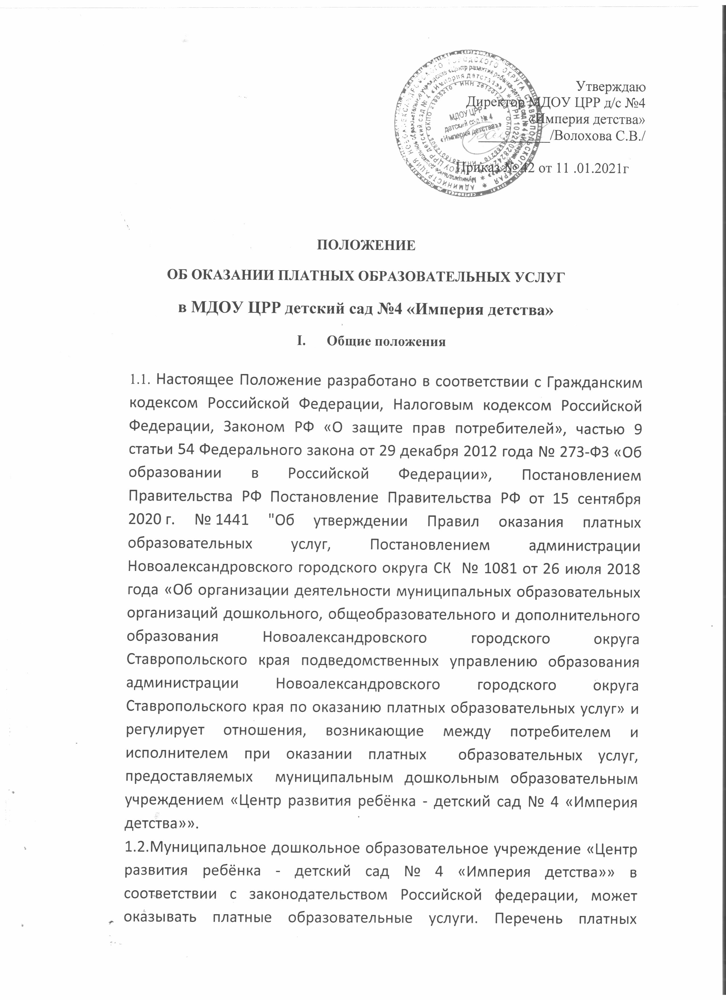 Утверждаю
Директор МДОУ ЦРР д/с №4
«Империя детства»
__________/Волохова С.В./
Приказ № 42 от 11 .01.2021г
МДОУ ЦРР
детский сад № 4
«Империя детства»
ПОЛОЖЕНИЕ
ОБ ОКАЗАНИИ ПЛАТНЫХ ОБРАЗОВАТЕЛЬНЫХ УСЛУГ
в МДОУ ЦРР детский сад №4 «Империя детства»
I. Общие положения
1.1. Настоящее Положение разработано в соответствии с Гражданским
кодексом Российской Федерации, Налоговым кодексом Российской
Федерации, Законом РФ «О защите прав потребителей», частью 9
статьи 54 Федерального закона от 29 декабря 2012 года № 273-ФЗ «Об
образовании в Российской Федерации», Постановлением
Правительства РФ Постановление Правительства РФ от 15 сентября
2020 г. № 1441 "Об утверждении Правил оказания платных
образовательных услуг, Постановлением администрации
Новоалександровского городского округа СК № 1081 от 26 июля 2018
года «Об организации деятельности муниципальных образовательных
организаций дошкольного, общеобразовательного и дополнительного
образования Новоалександровского городского округа
Ставропольского края подведомственных управлению образования
администрации Новоалександровского городского округа
Ставропольского края по оказанию платных образовательных услуг» и
регулирует отношения, возникающие между потребителем и
исполнителем при оказании платных образовательных услуг,
предоставляемых муниципальным дошкольным образовательным
учреждением «Центр развития ребёнка - детский сад № 4 «Империя
детства»».
1.2.Муниципальное дошкольное образовательное учреждение «Центр
развития ребёнка - детский сад № 4 «Империя детства»» в
соответствии с законодательством Российской федерации, может
оказывать платные образовательные услуги. Перечень платных